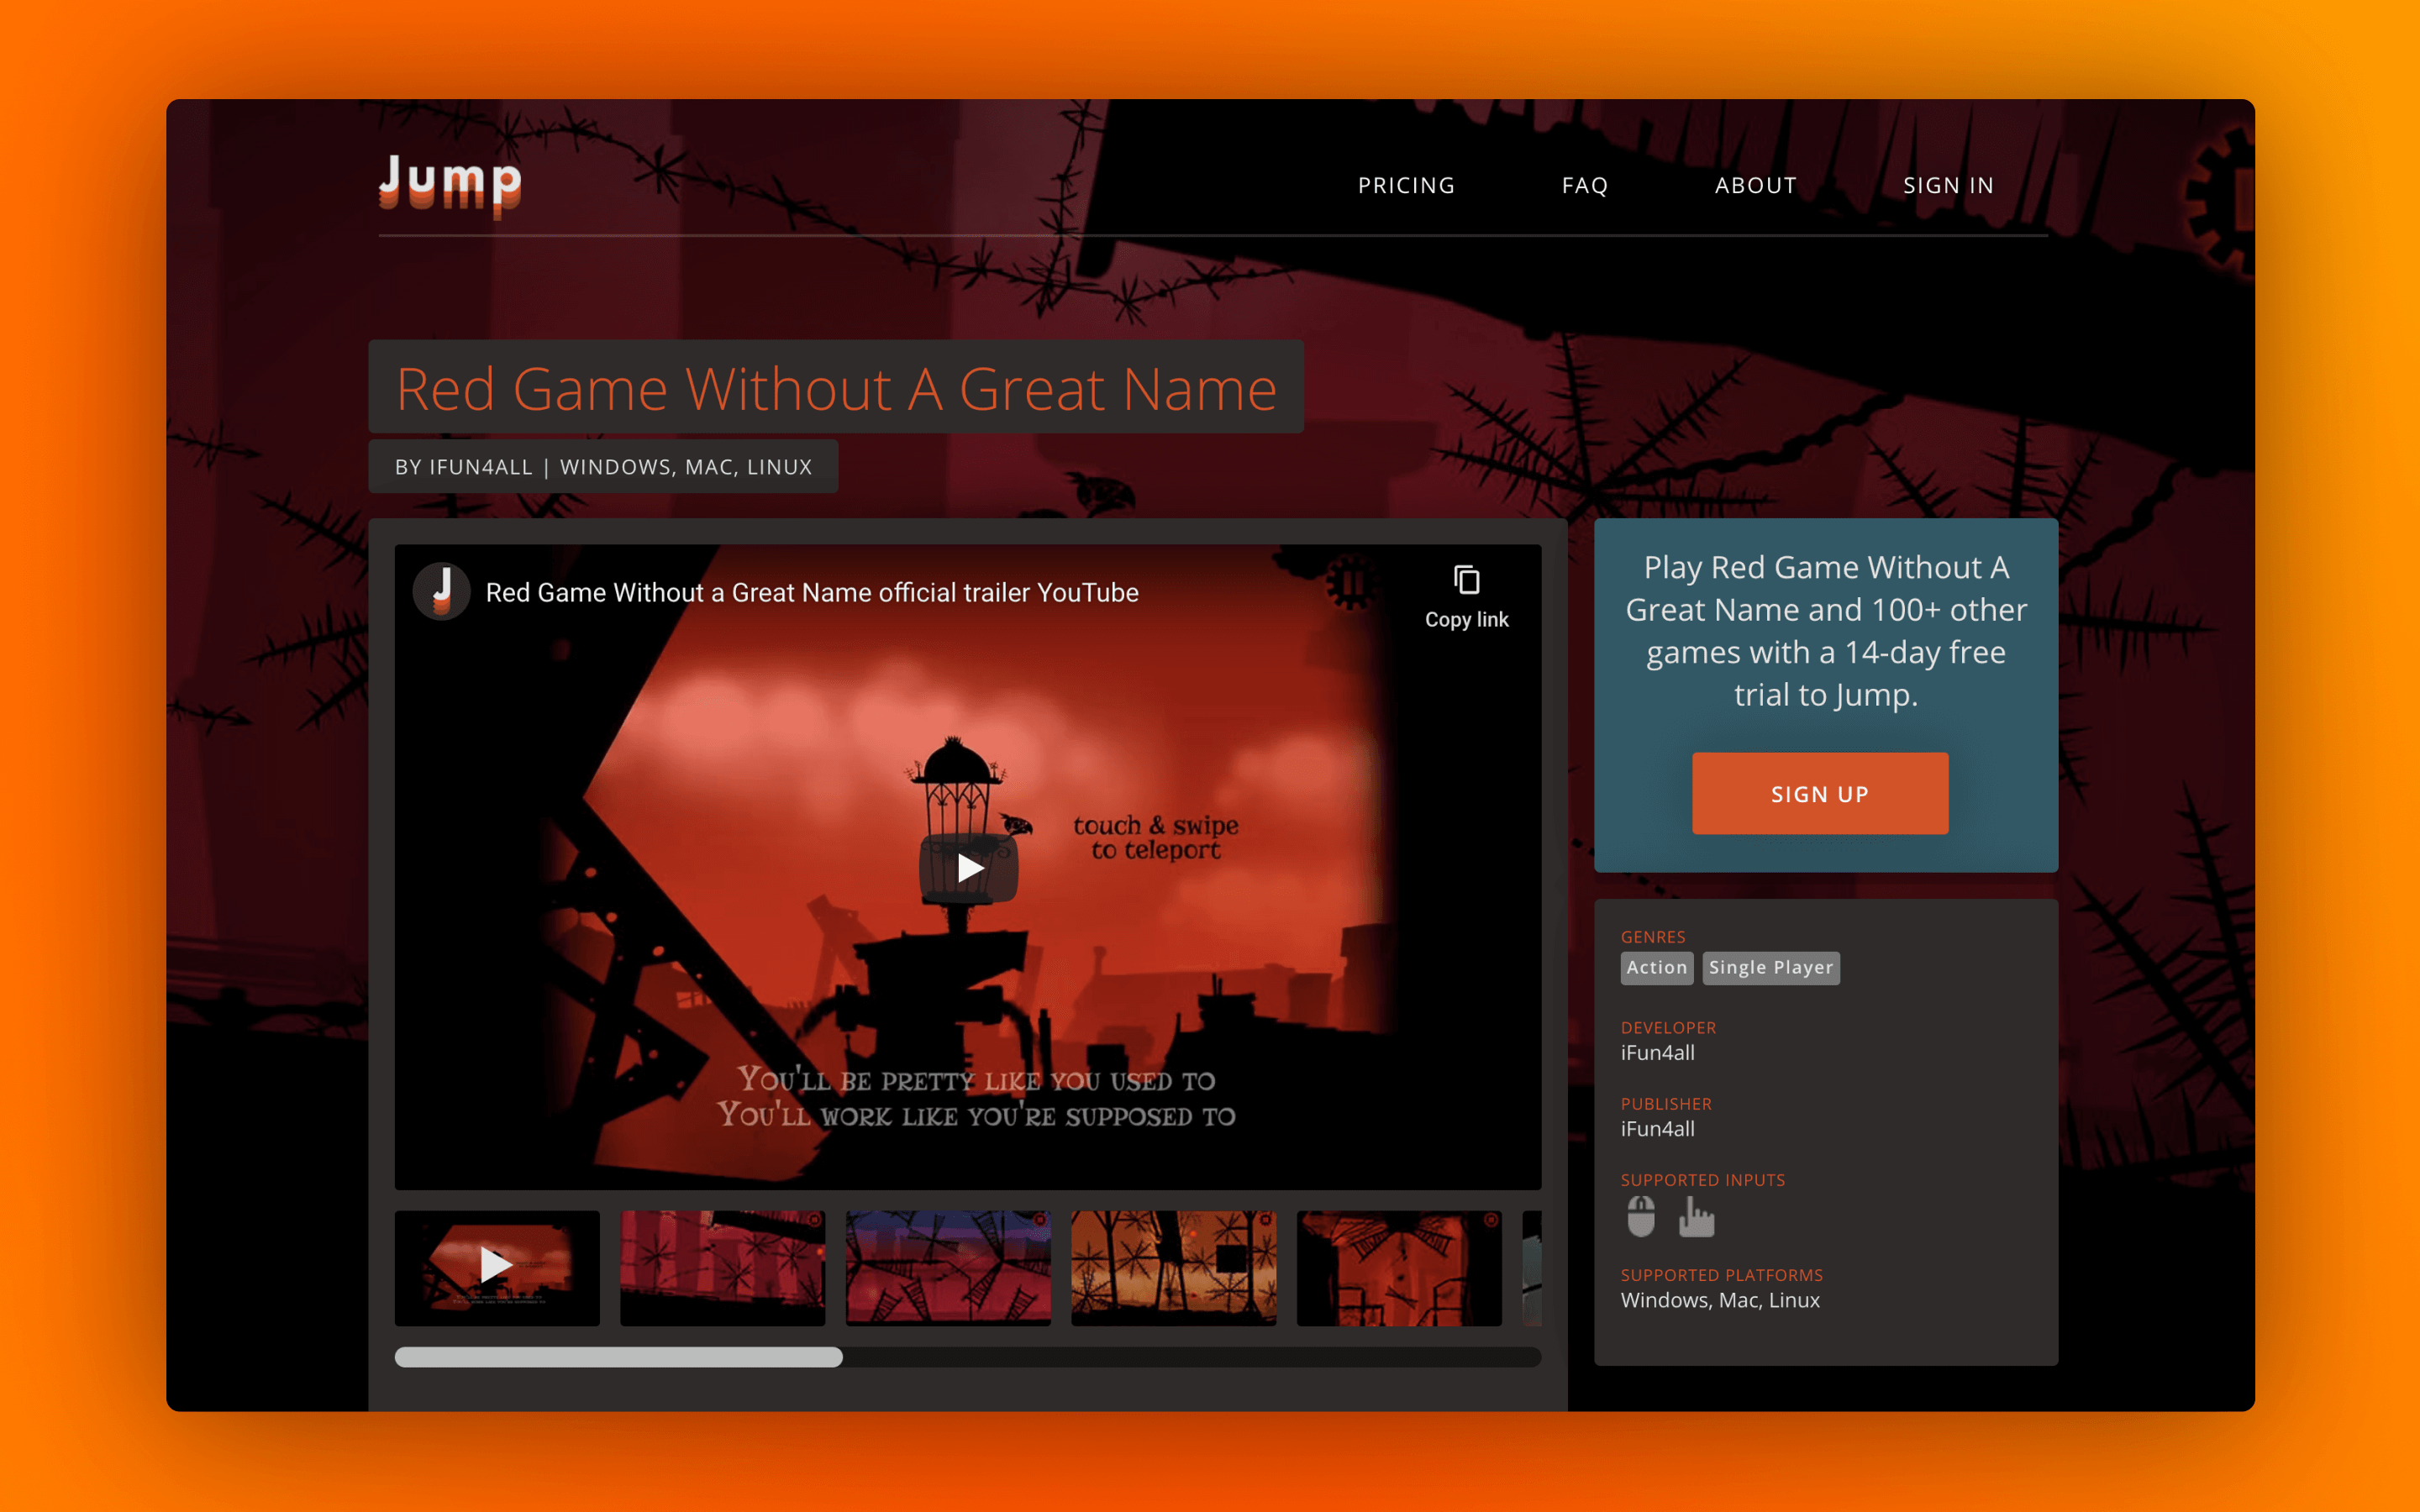 Jump
PRICING FAQ ABOUT SIGN IN
Red Game Without A Great Name
BY IFUN4ALL | WINDOWS, MAC, LINUX
J
Red Game Without a Great Name official trailer YouTube
Copy link
touch & swipe
to teleport
You'll be pretty like you used to
You'll work like you're supposed to
Play Red Game Without A
Great Name and 100+ other
games with a 14-day free
trial to Jump.
SIGN UP
GENRES
Action Single Player
DEVELOPER
iFun4all
PUBLISHER
iFun4all
SUPPORTED INPUTS
SUPPORTED PLATFORMS
Windows, Mac, Linux